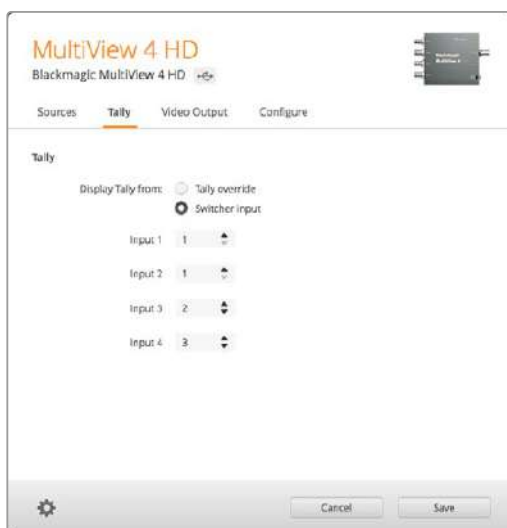 MultiView 4 HD
Blackmagic MultiView 4 HD
Sources Tally Video Output Configure
Tally
Display Tally from: Tally override
Switcher input
Input 1 1
Input 2 1
Input 3 2
Input 4 3
Cancel Save